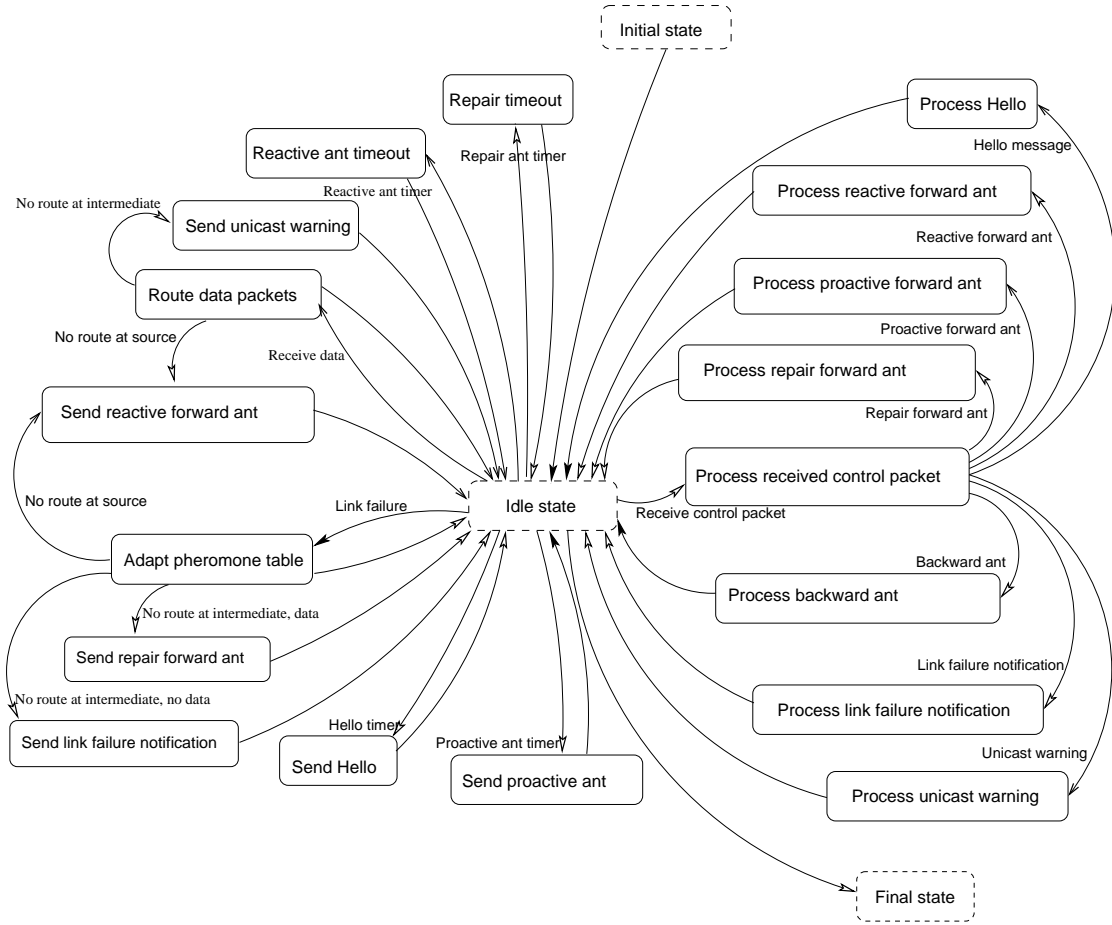 Initial state
Repair timeout
Process Hello
Reactive ant timeout
Repair ant timer
Hello message
Reactive ant timer
Process reactive forward ant
No route at intermediate
Send unicast warning
Reactive forward ant
Route data packets
Process proactive forward ant
No route at source
Receive data
Proactive forward ant
Process repair forward ant
Send reactive forward ant
Repair forward ant
No route at source
Process received control packet
Link failure
Idle state
Receive control packet
Adapt pheromone table
Backward ant
Process backward ant
No route at intermediate, data
Send repair forward ant
Link failure notification
No route at intermediate, no data
Process link failure notification
Send link failure notification
Hello timer
Proactive ant timer
Unicast warning
Send Hello
Send proactive ant
Process unicast warning
Final state